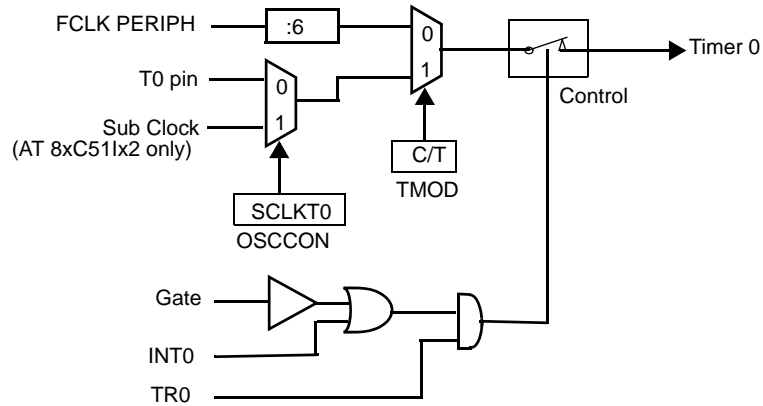 FCLK PERIPH
:6
0
1
Timer 0
T0 pin
0
1
Control
Sub Clock
(AT 8xC51Ix2 only)
C/T
TMOD
SCLKT0
OSCCON
Gate
INT0
TR0